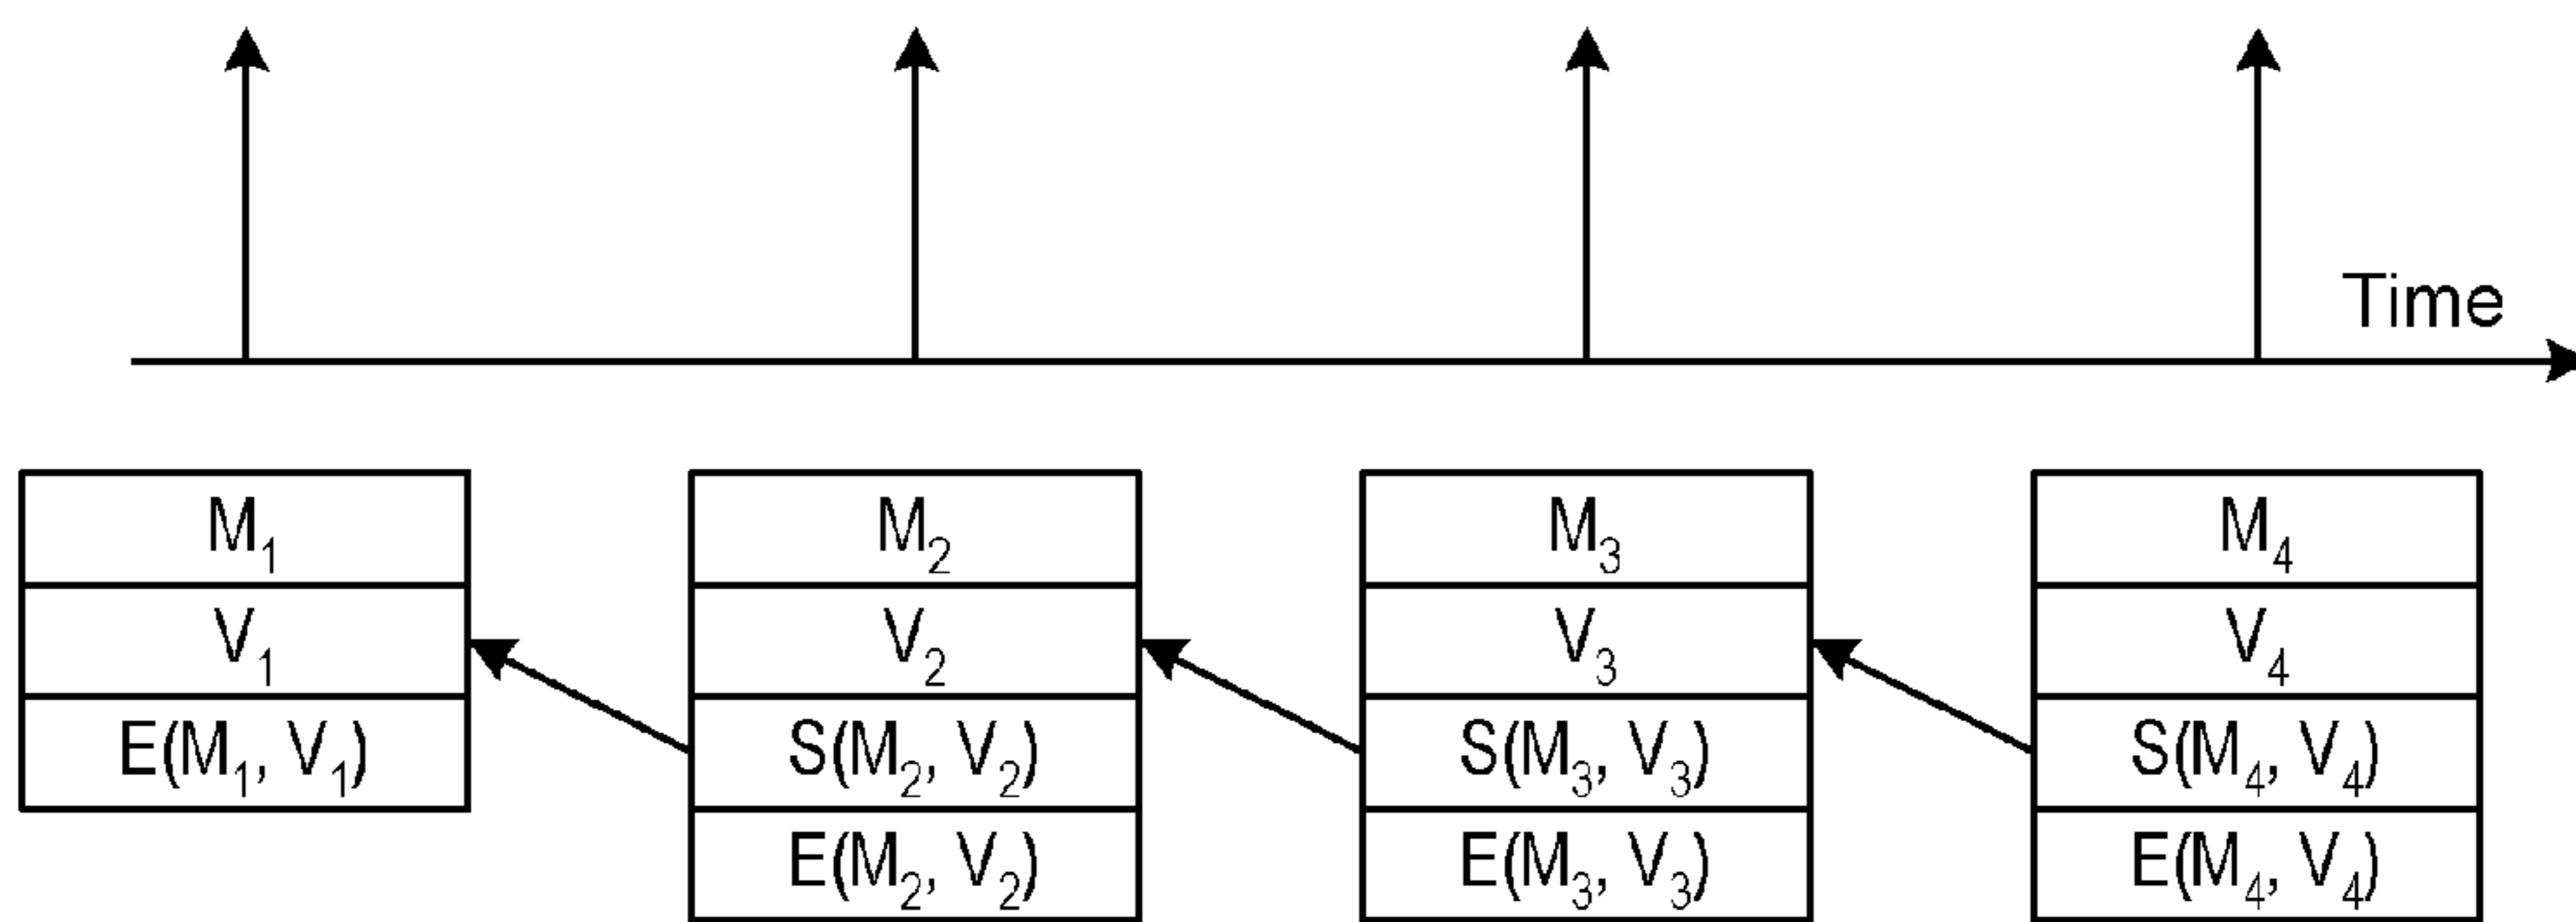 Time
M₁
V₁
E(M₁, V₁)
M₂
V₂
S(M₂, V₂)
E(M₂, V₂)
M₃
V₃
S(M₃, V₃)
E(M₃, V₃)
M₄
V₄
S(M₄, V₄)
E(M₄, V₄)